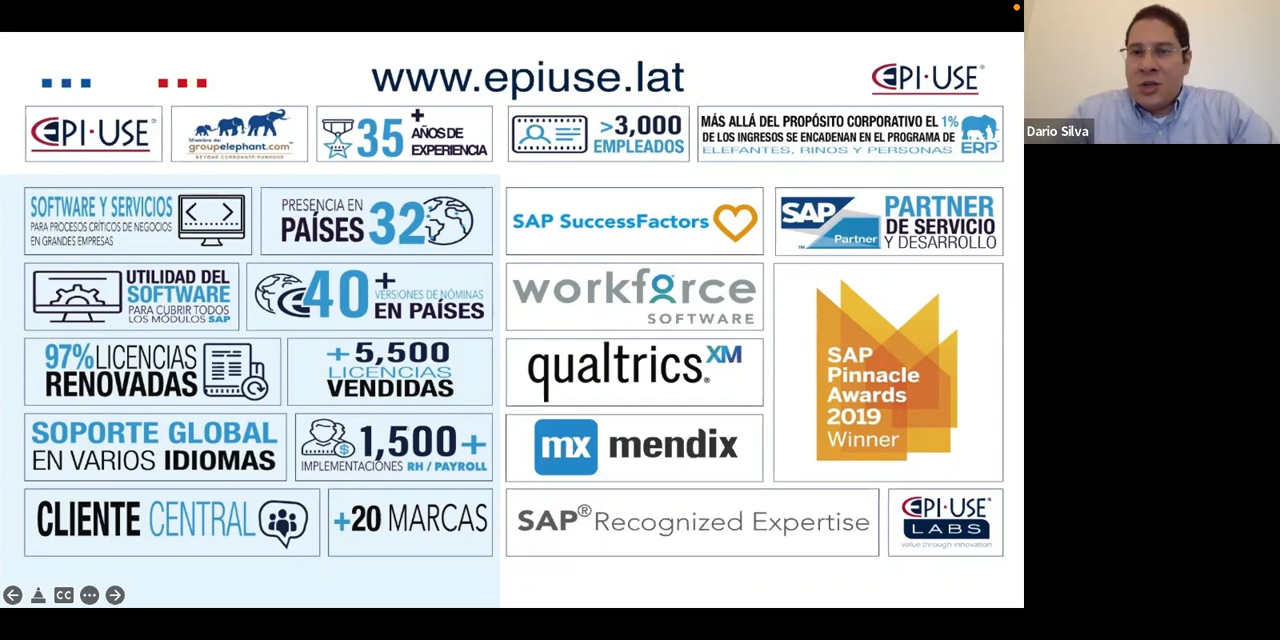 www.epiuse.lat
EPI·USE®
EPI·USE®
Miembro de:
groupelephant.com™
BEYOND CORPORATE PURPOSE
35+
AÑOS DE
EXPERIENCIA
>3,000
EMPLEADOS
MÁS ALLÁ DEL PROPÓSITO CORPORATIVO EL 1%
DE LOS INGRESOS SE ENCADENAN EN EL PROGRAMA DE
ELEFANTES, RINOS Y PERSONAS
ERP
Dario Silva
SOFTWARE Y SERVICIOS
PARA PROCESOS CRÍTICOS DE NEGOCIOS
EN GRANDES EMPRESAS
PRESENCIA EN
PAÍSES 32
SAP SuccessFactors
SAP
Partner
PARTNER
DE SERVICIO
Y DESARROLLO
UTILIDAD DEL
SOFTWARE
PARA CUBRIR TODOS
LOS MÓDULOS SAP
40+
VERSIONES DE NÓMINAS
EN PAÍSES
workforce
SOFTWARE
SAP
Pinnacle
Awards
2019
Winner
97% LICENCIAS
RENOVADAS
+5,500
LICENCIAS
VENDIDAS
qualtrics.XM®
SOPORTE GLOBAL
EN VARIOS IDIOMAS
$
1,500+
IMPLEMENTACIONES RH / PAYROLL
mx mendix
CLIENTE CENTRAL
+20 MARCAS
SAP® Recognized Expertise
EPI·USE®
LABS
value through innovation
CC